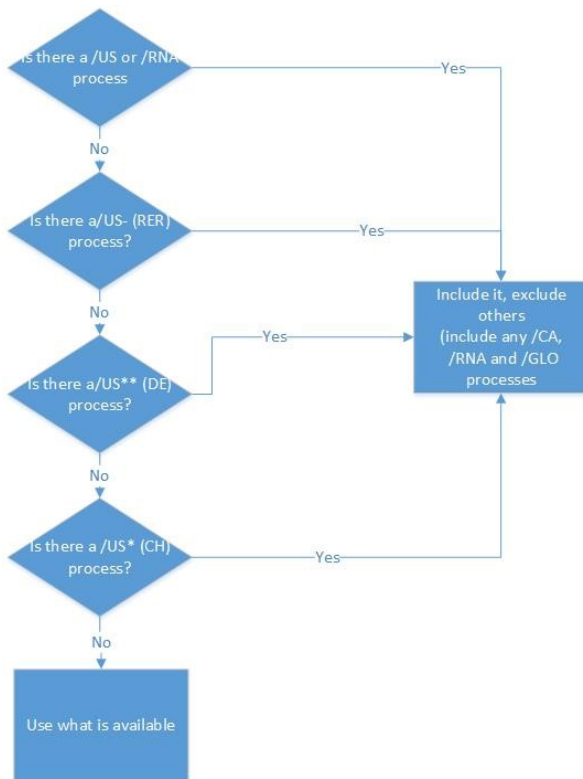 Is there a /US or /RNA
process
Yes
No
Is there a/US- (RER)
process?
Yes
No
Include it, exclude
others
(include any /CA,
/RNA and /GLO
processes
Yes
Is there a/US** (DE)
process?
No
Is there a /US* (CH)
process?
Yes
No
Use what is available